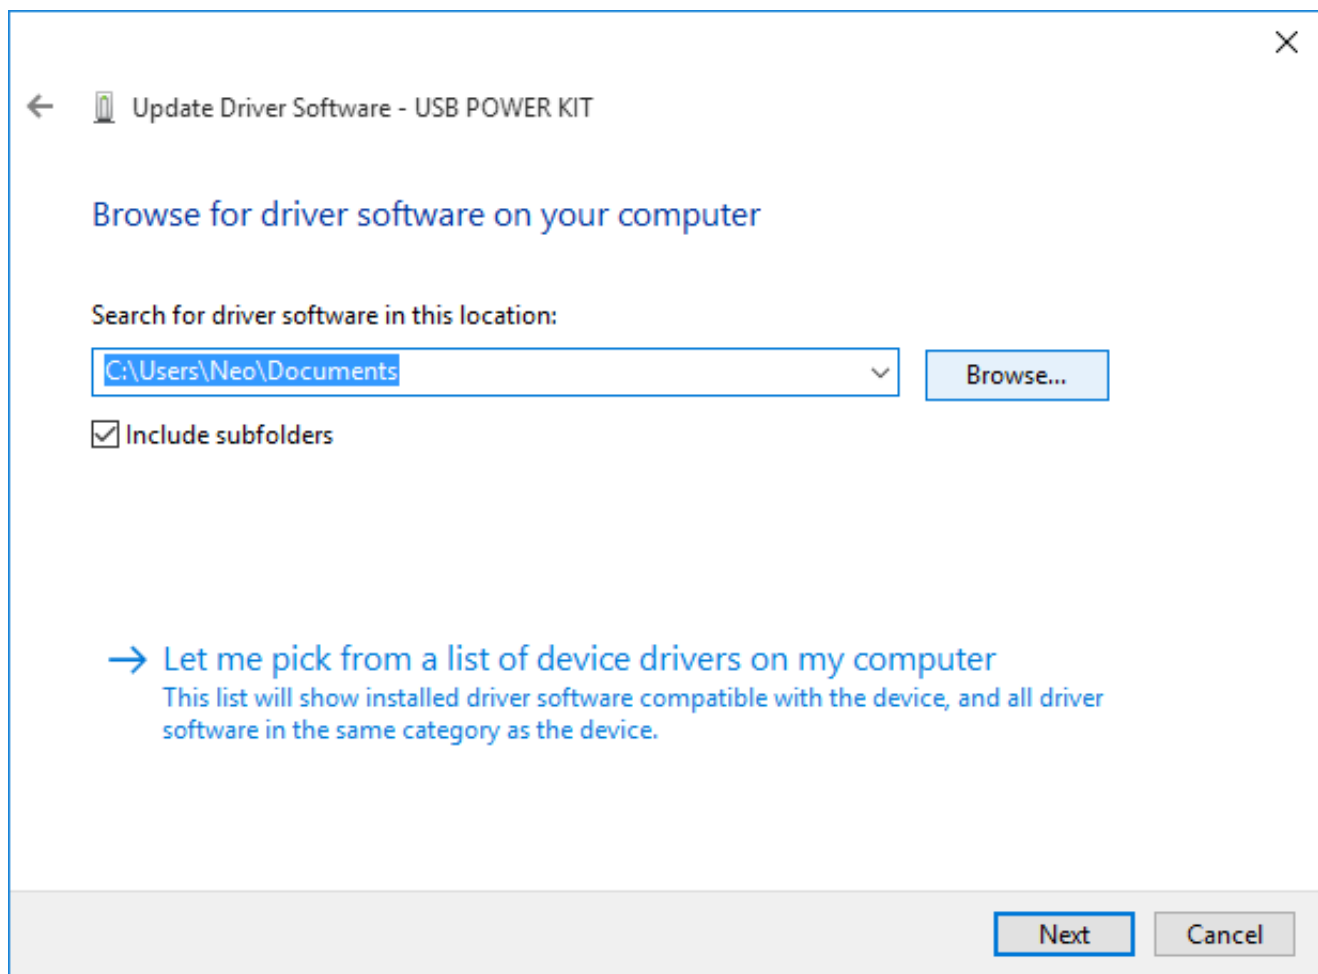 Update Driver Software - USB POWER KIT
Browse for driver software on your computer
Search for driver software in this location:
C:\Users\Neo\Documents
Browse...
Include subfolders
Let me pick from a list of device drivers on my computer
This list will show installed driver software compatible with the device, and all driver
software in the same category as the device.
Next
Cancel